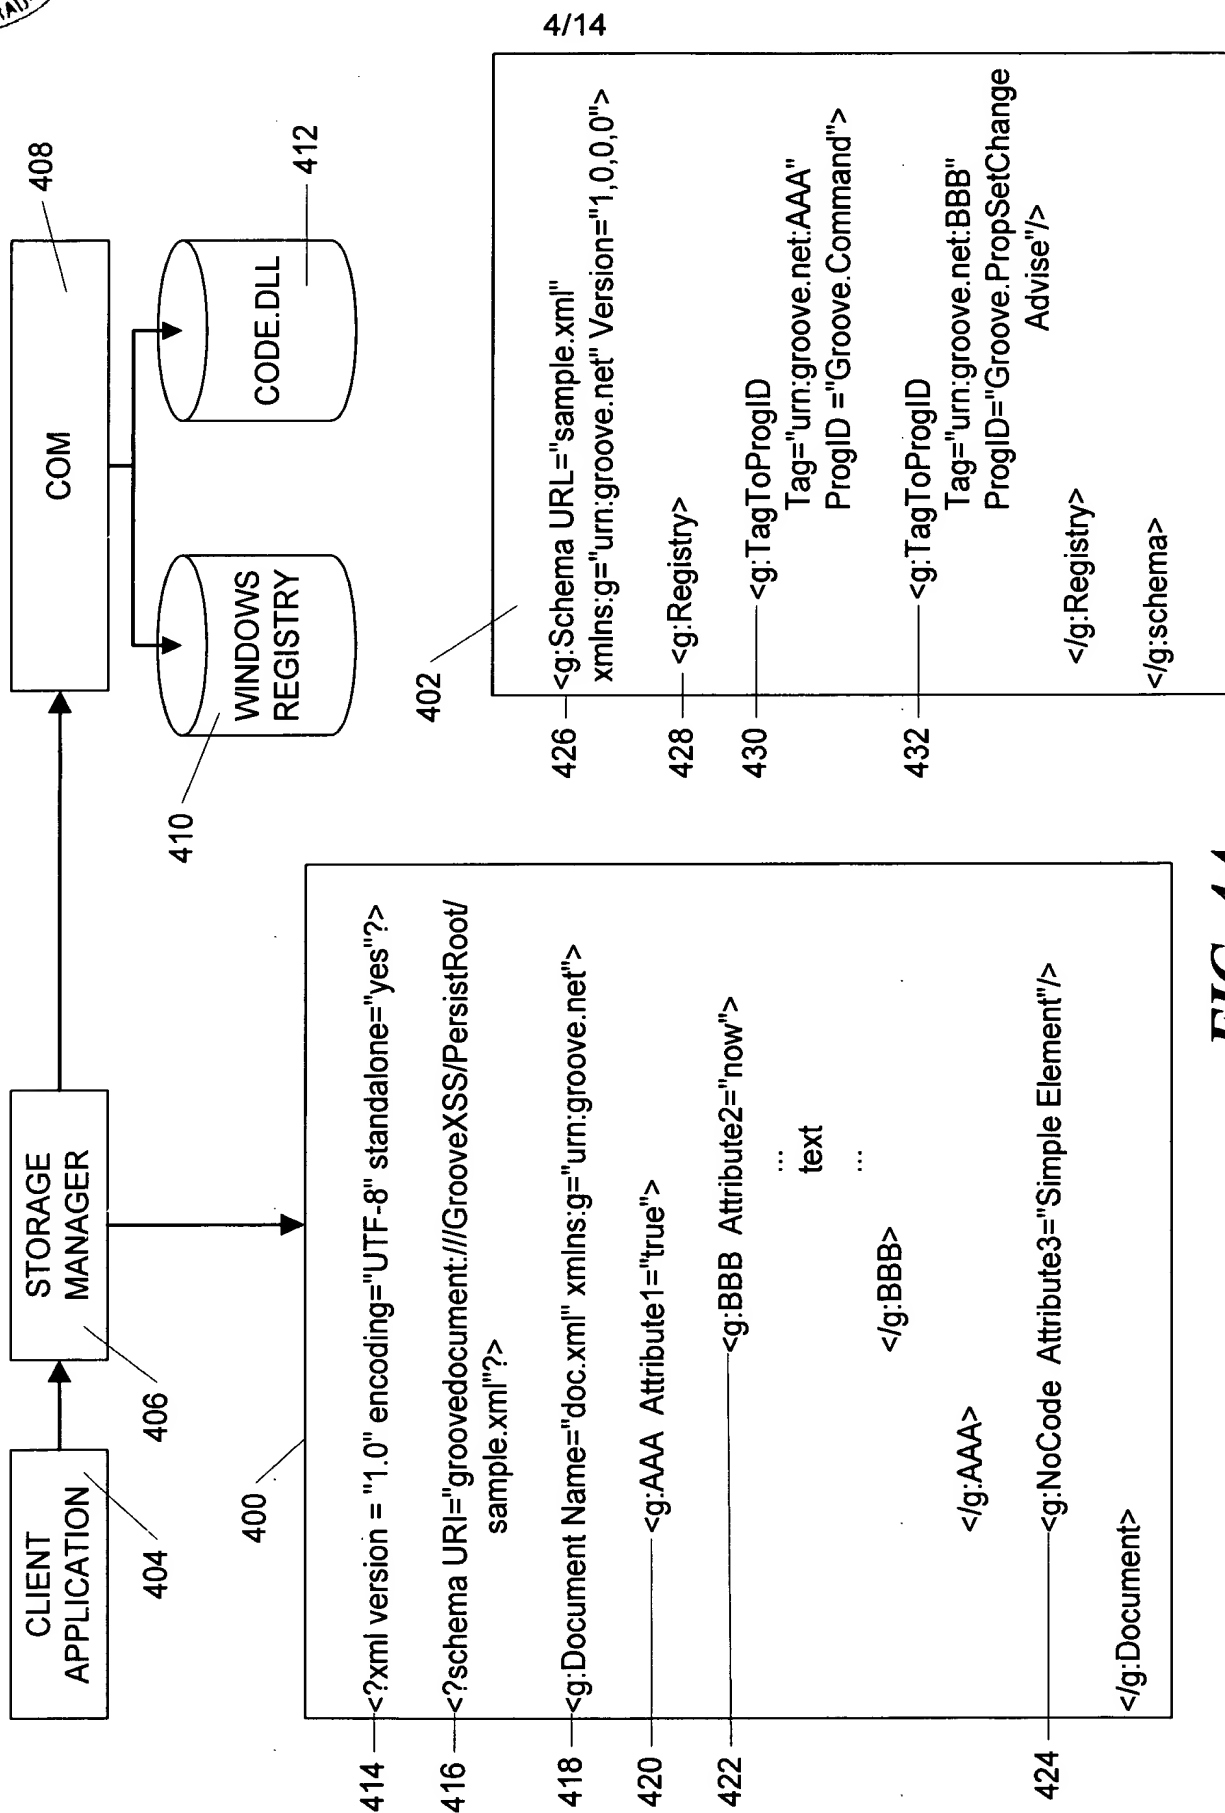 4/14
CLIENT
APPLICATION
404
STORAGE
MANAGER
406
COM
408
WINDOWS
REGISTRY
410
CODE.DLL
412
400
414
<?xml version = "1.0" encoding="UTF-8" standalone="yes"?>
416
<?schema URI="groovedocument:///GrooveXSS/PersistRoot/
sample.xml"?>
418
<g:Document Name="doc.xml" xmlns:g="urn:groove.net">
420
<g:AAA Attribute1="true">
422
<g:BBB Attribute2="now">
...
text
...
</g:BBB>
</g:AAA>
424
<g:NoCode Attribute3="Simple Element"/>
</g:Document>
402
426
<g:Schema URL="sample.xml"
xmlns:g="urn:groove.net" Version="1,0,0,0">
428
<g:Registry>
430
<g:TagToProgID
Tag="urn:groove.net:AAA"
ProgID ="Groove.Command">
432
<g:TagToProgID
Tag="urn:groove.net:BBB"
ProgID="Groove.PropSetChange
Advise"/>
</g:Registry>
</g:schema>